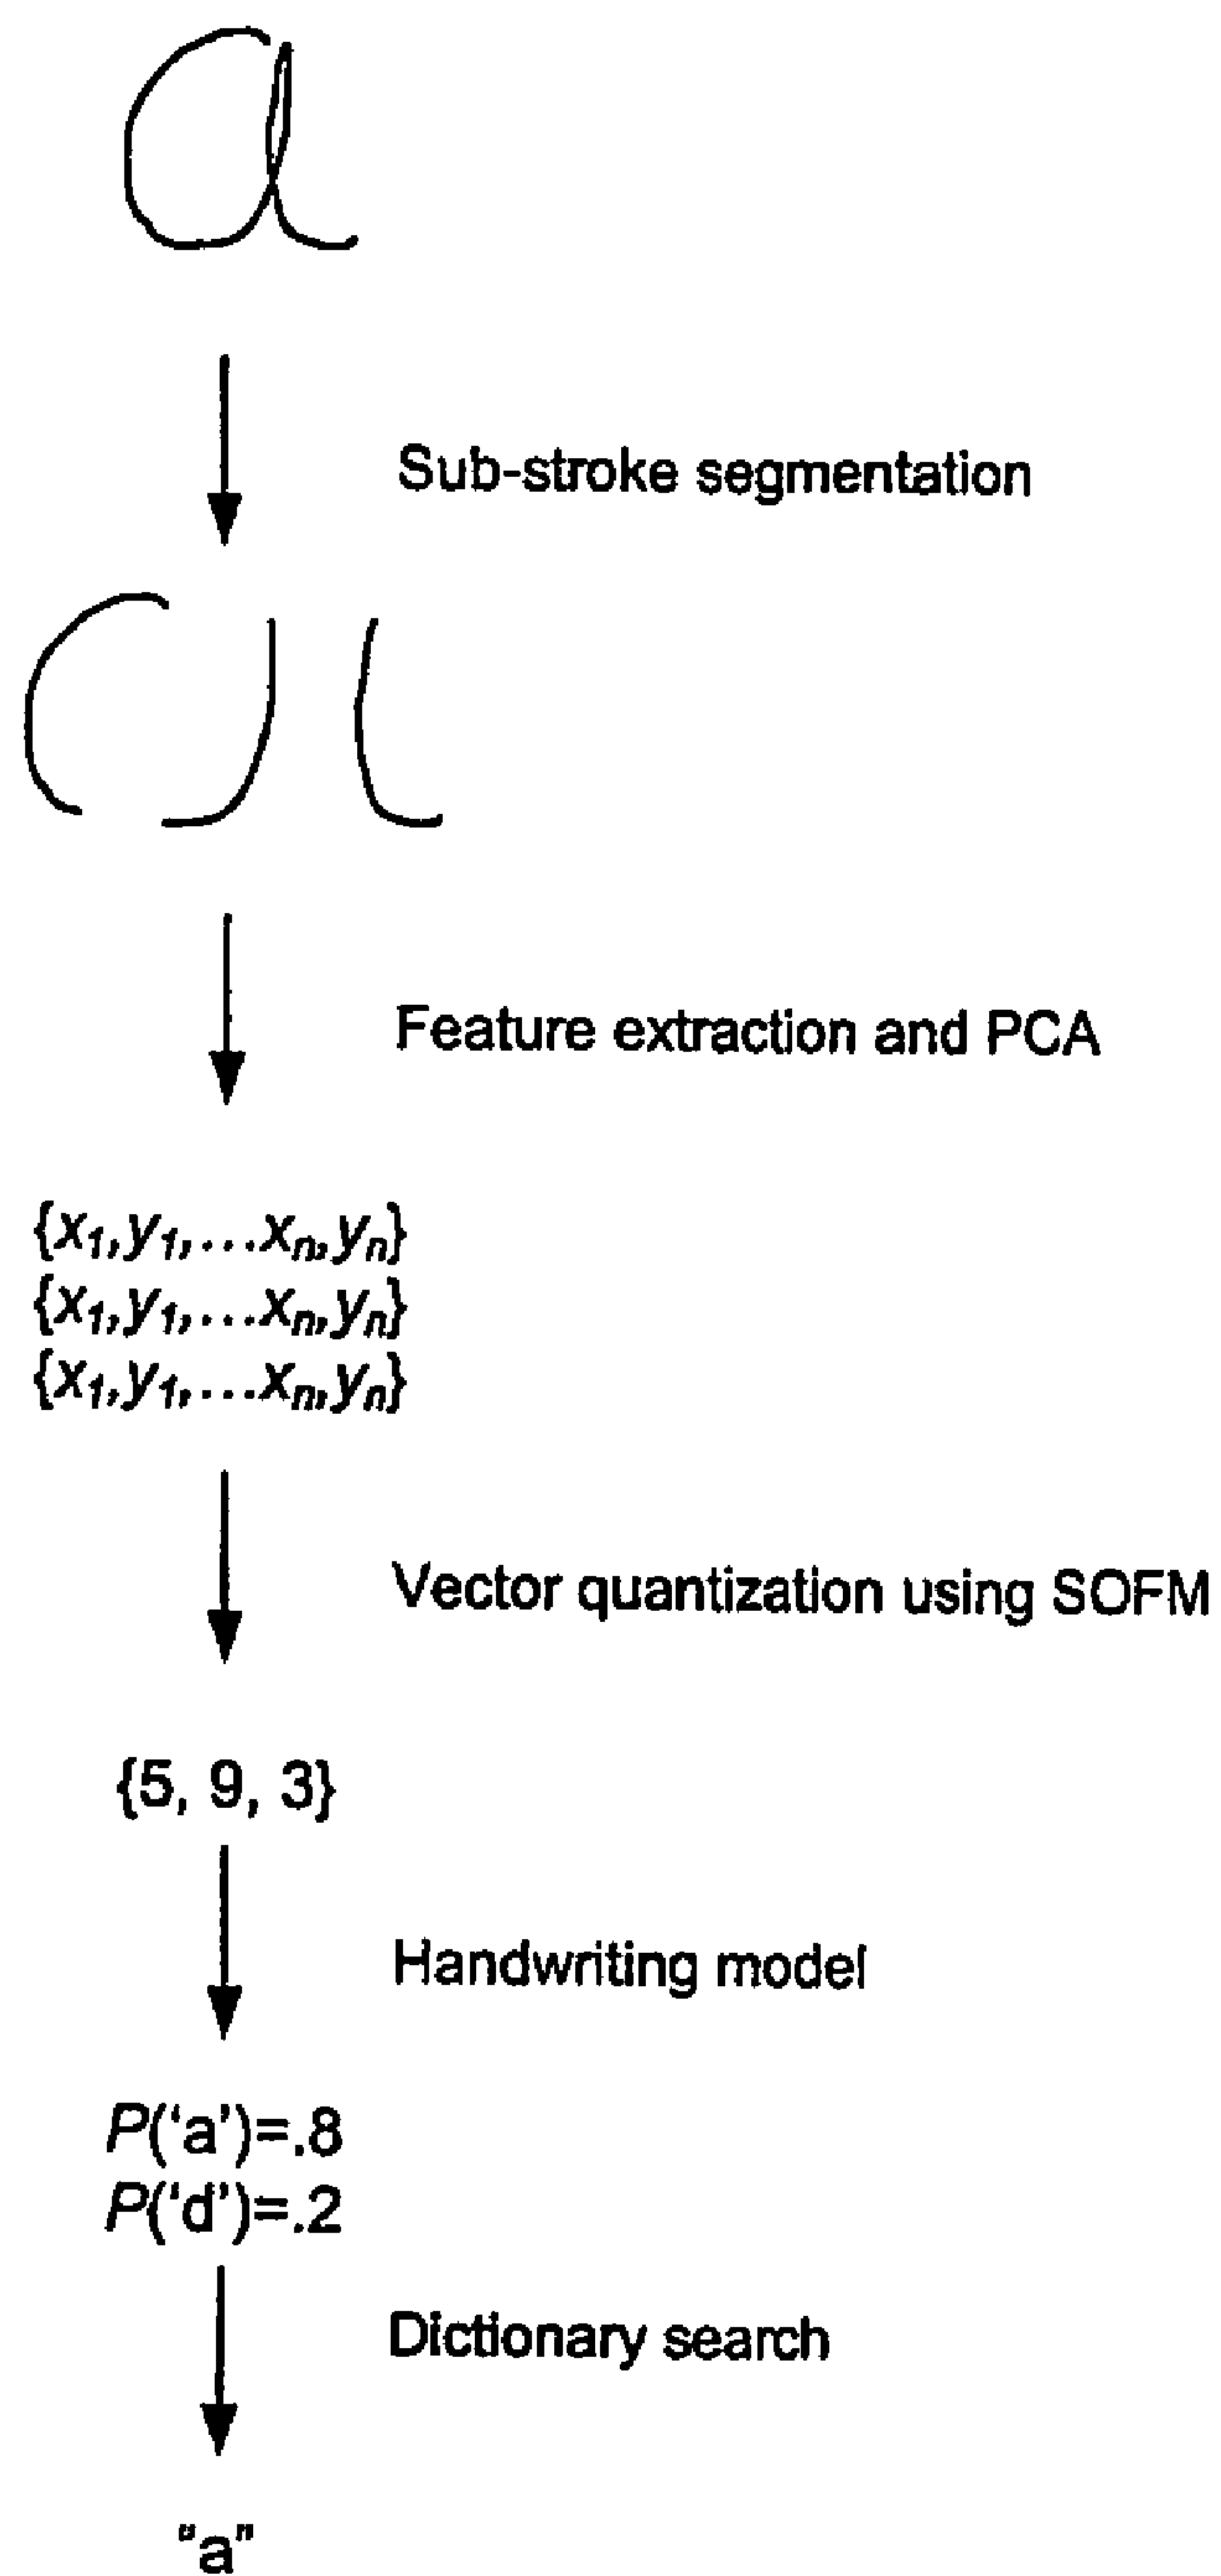 a
Sub-stroke segmentation
Feature extraction and PCA
{x₁,y₁,...xₙ,yₙ}
{x₁,y₁,...xₙ,yₙ}
{x₁,y₁,...xₙ,yₙ}
Vector quantization using SOFM
{5, 9, 3}
Handwriting model
P(‘a’)=.8
P(‘d’)=.2
Dictionary search
“a”